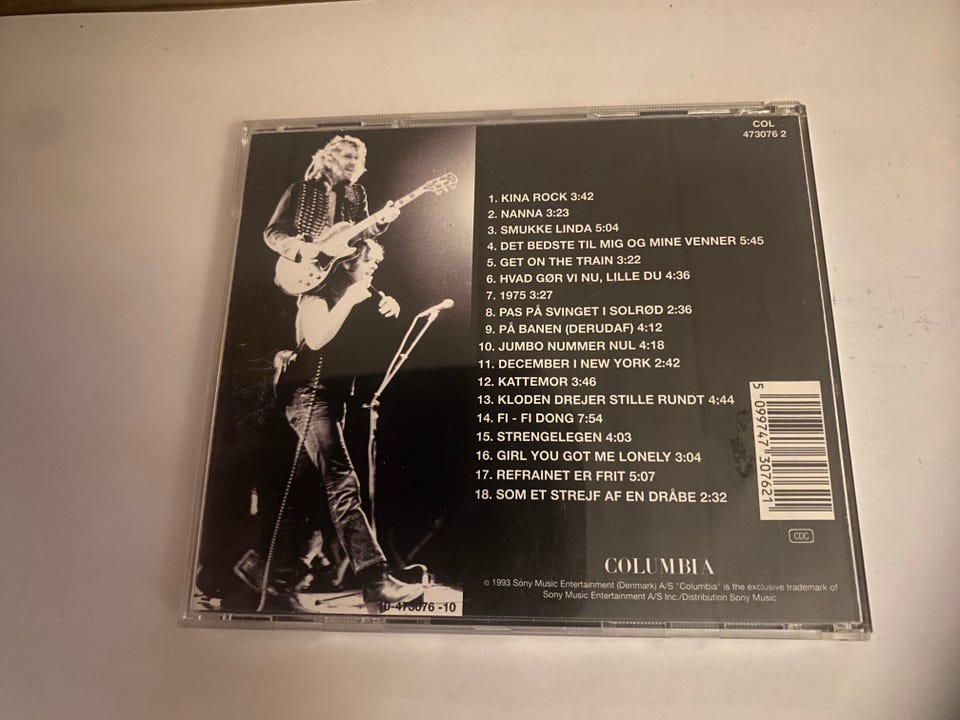 COL
473076 2
1. KINA ROCK 3:42
2. NANNA 3:23
3. SMUKKE LINDA 5:04
4. DET BEDSTE TIL MIG OG MINE VENNER 5:45
5. GET ON THE TRAIN 3:22
6. HVAD GØR VI NU, LILLE DU 4:36
7. 1975 3:27
8. PAS PÅ SVINGET I SOLRØD 2:36
9. PÅ BANEN (DERUDAF) 4:12
10. JUMBO NUMMER NUL 4:18
11. DECEMBER I NEW YORK 2:42
12. KATTEMOR 3:46
13. KLODEN DREJER STILLE RUNDT 4:44
14. FI - FI DONG 7:54
15. STRENGELEGEN 4:03
16. GIRL YOU GOT ME LONELY 3:04
17. REFRAINET ER FRIT 5:07
18. SOM ET STREJF AF EN DRÅBE 2:32
5 099747 307621
CDC
COLUMBIA
© 1993 Sony Music Entertainment (Denmark) A/S "Columbia" is the exclusive trademark of
Sony Music Entertainment A/S Inc./Distribution Sony Music
10-473076 -10